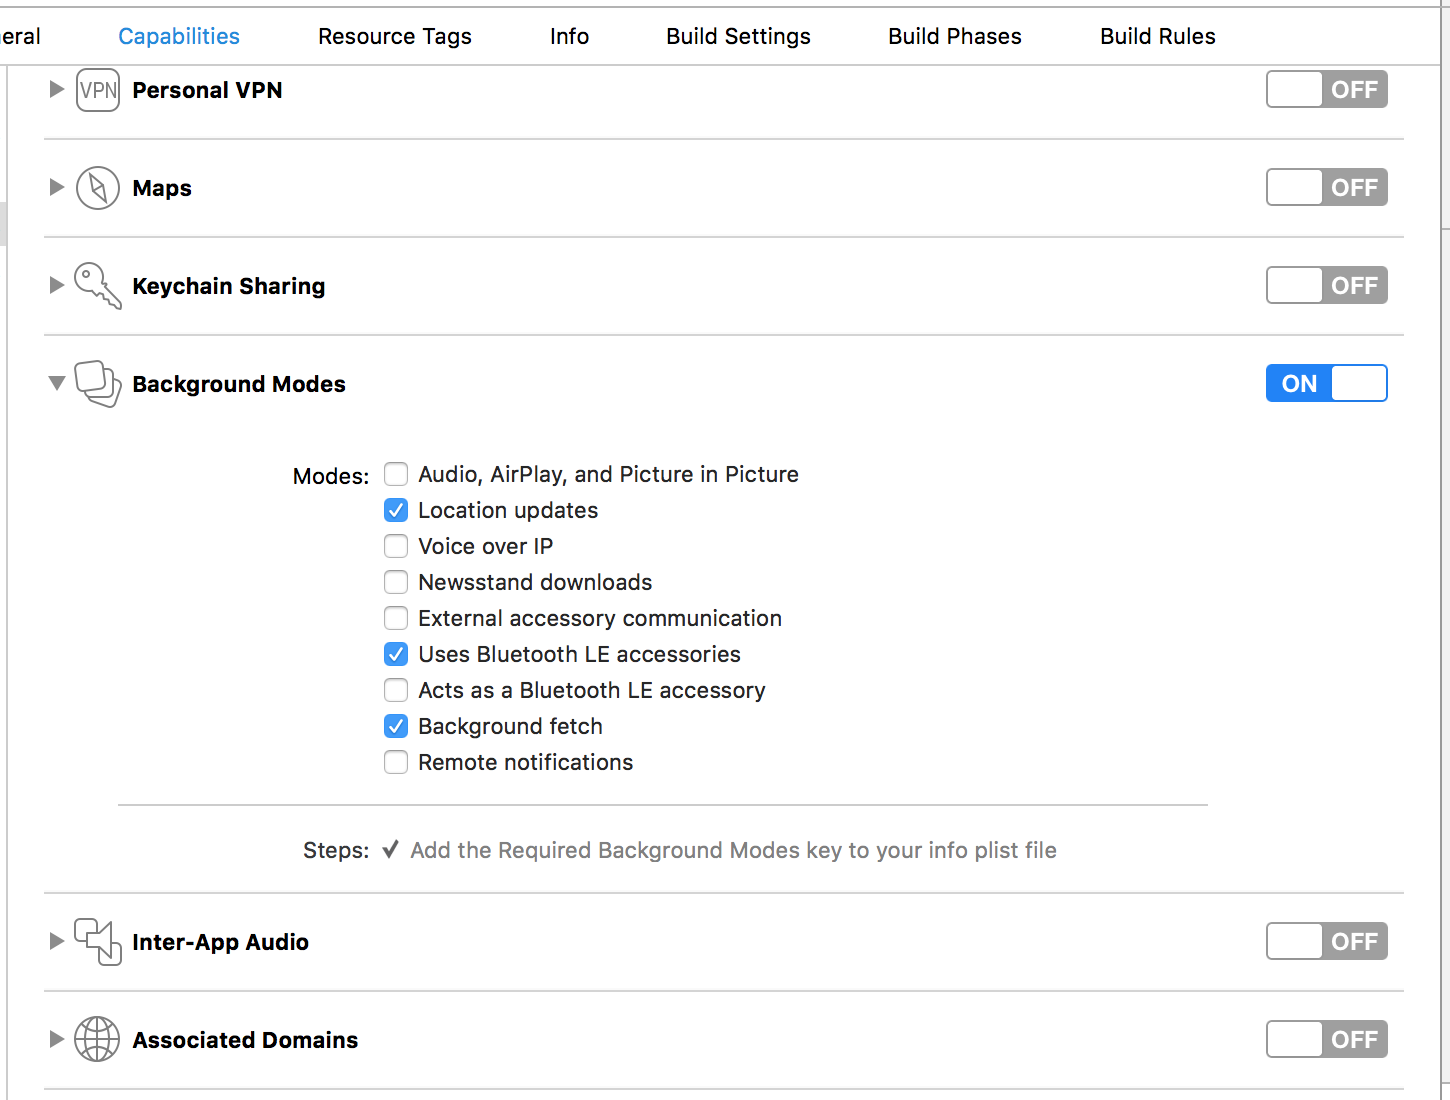 eral Capabilities Resource Tags Info Build Settings Build Phases Build Rules
VPN Personal VPN OFF
Maps OFF
Keychain Sharing OFF
Background Modes ON
Modes: Audio, AirPlay, and Picture in Picture
Location updates
Voice over IP
Newsstand downloads
External accessory communication
Uses Bluetooth LE accessories
Acts as a Bluetooth LE accessory
Background fetch
Remote notifications
Steps: ✓ Add the Required Background Modes key to your info plist file
Inter-App Audio OFF
Associated Domains OFF